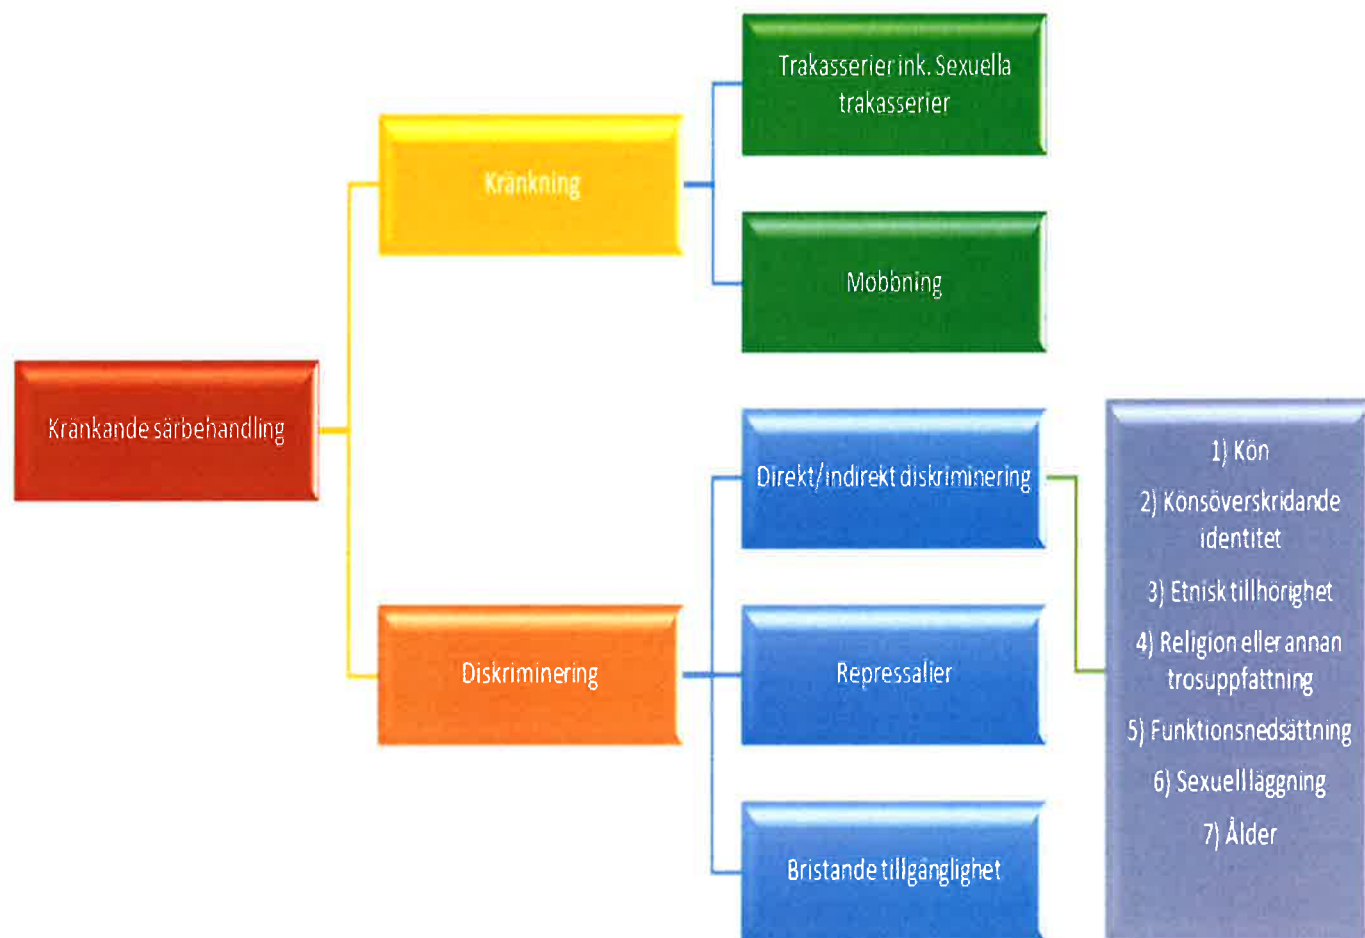 Trakasserier ink. Sexuella
trakasserier
Kränkning
Mobbning
Kränkande särbehandling
Direkt/indirekt diskriminering
Diskriminering
Repressalier
Bristande tillgänglighet
1) Kön
2) Könsöverskridande
identitet
3) Etnisk tillhörighet
4) Religion eller annan
trosuppfattning
5) Funktionsnedsättning
6) Sexuell läggning
7) Ålder